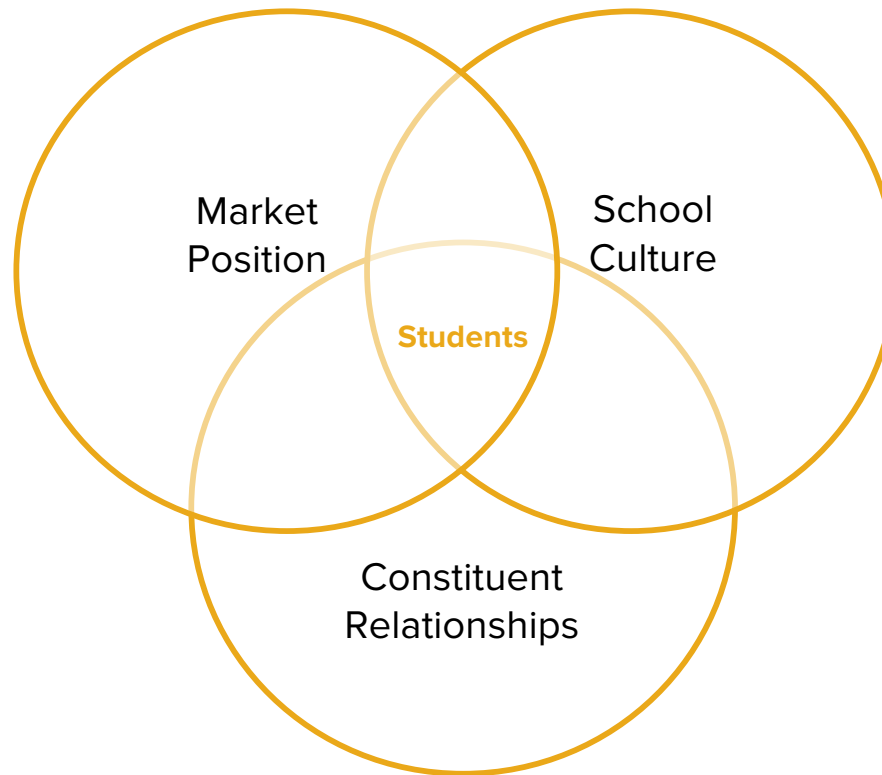 Market
Position
School
Culture
Students
Constituent
Relationships